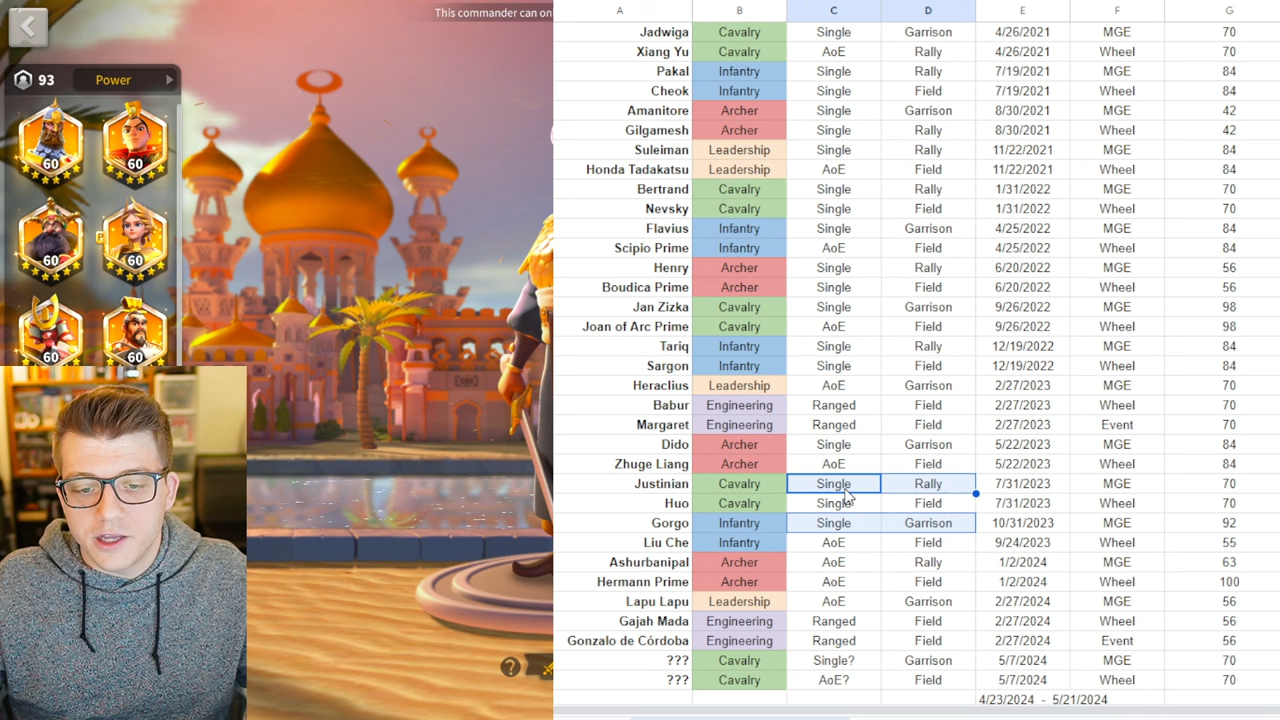 This commander can on
93 Power
60 60
60 60
60 60
A B C D E F G
Jadwiga Cavalry Single Garrison 4/26/2021 MGE 70
Xiang Yu Cavalry AoE Rally 4/26/2021 Wheel 70
Pakal Infantry Single Rally 7/19/2021 MGE 84
Cheok Infantry Single Field 7/19/2021 Wheel 84
Amanitore Archer Single Garrison 8/30/2021 MGE 42
Gilgamesh Archer Single Rally 8/30/2021 Wheel 42
Suleiman Leadership Single Rally 11/22/2021 MGE 84
Honda Tadakatsu Leadership AoE Field 11/22/2021 Wheel 84
Bertrand Cavalry Single Rally 1/31/2022 MGE 70
Nevsky Cavalry Single Field 1/31/2022 Wheel 70
Flavius Infantry Single Garrison 4/25/2022 MGE 84
Scipio Prime Infantry AoE Field 4/25/2022 Wheel 84
Henry Archer Single Rally 6/20/2022 MGE 56
Boudica Prime Archer Single Field 6/20/2022 Wheel 56
Jan Zizka Cavalry Single Garrison 9/26/2022 MGE 98
Joan of Arc Prime Cavalry AoE Field 9/26/2022 Wheel 98
Tariq Infantry Single Rally 12/19/2022 MGE 84
Sargon Infantry Single Field 12/19/2022 Wheel 84
Heraclius Leadership AoE Garrison 2/27/2023 MGE 70
Babur Engineering Ranged Field 2/27/2023 Wheel 70
Margaret Engineering Ranged Field 2/27/2023 Event 70
Dido Archer Single Garrison 5/22/2023 MGE 84
Zhuge Liang Archer AoE Field 5/22/2023 Wheel 84
Justinian Cavalry Single Rally 7/31/2023 MGE 70
Huo Cavalry Single Field 7/31/2023 Wheel 70
Gorgo Infantry Single Garrison 10/31/2023 MGE 92
Liu Che Infantry AoE Field 9/24/2023 Wheel 55
Ashurbanipal Archer AoE Rally 1/2/2024 MGE 63
Hermann Prime Archer AoE Field 1/2/2024 Wheel 100
Lapu Lapu Leadership AoE Garrison 2/27/2024 MGE 56
Gajah Mada Engineering Ranged Field 2/27/2024 Wheel 56
Gonzalo de Córdoba Engineering Ranged Field 2/27/2024 Event 56
??? Cavalry Single? Garrison 5/7/2024 MGE 70
??? Cavalry AoE? Field 5/7/2024 Wheel 70
4/23/2024 - 5/21/2024
?